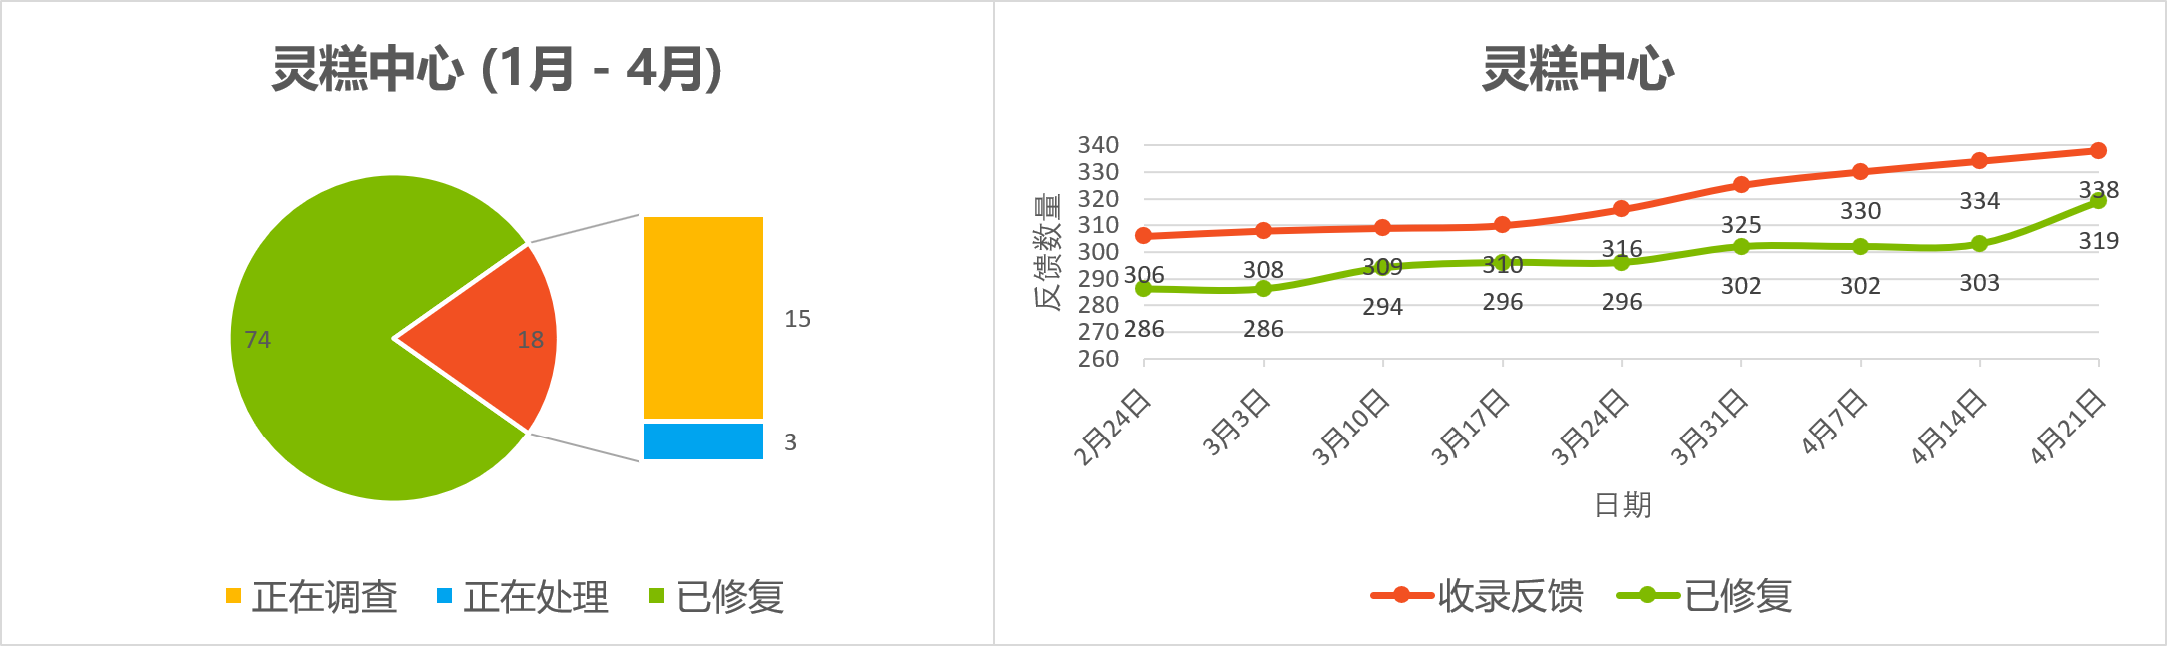 灵糕中心 (1月 - 4月)
74
18
15
3
正在调查
正在处理
已修复
灵糕中心
反馈数量
340
330
320
310
300
290
280
270
260
306
308
309
310
316
325
330
334
338
286
286
294
296
296
302
302
303
319
2月24日
3月3日
3月10日
3月17日
3月24日
3月31日
4月7日
4月14日
4月21日
日期
收录反馈
已修复